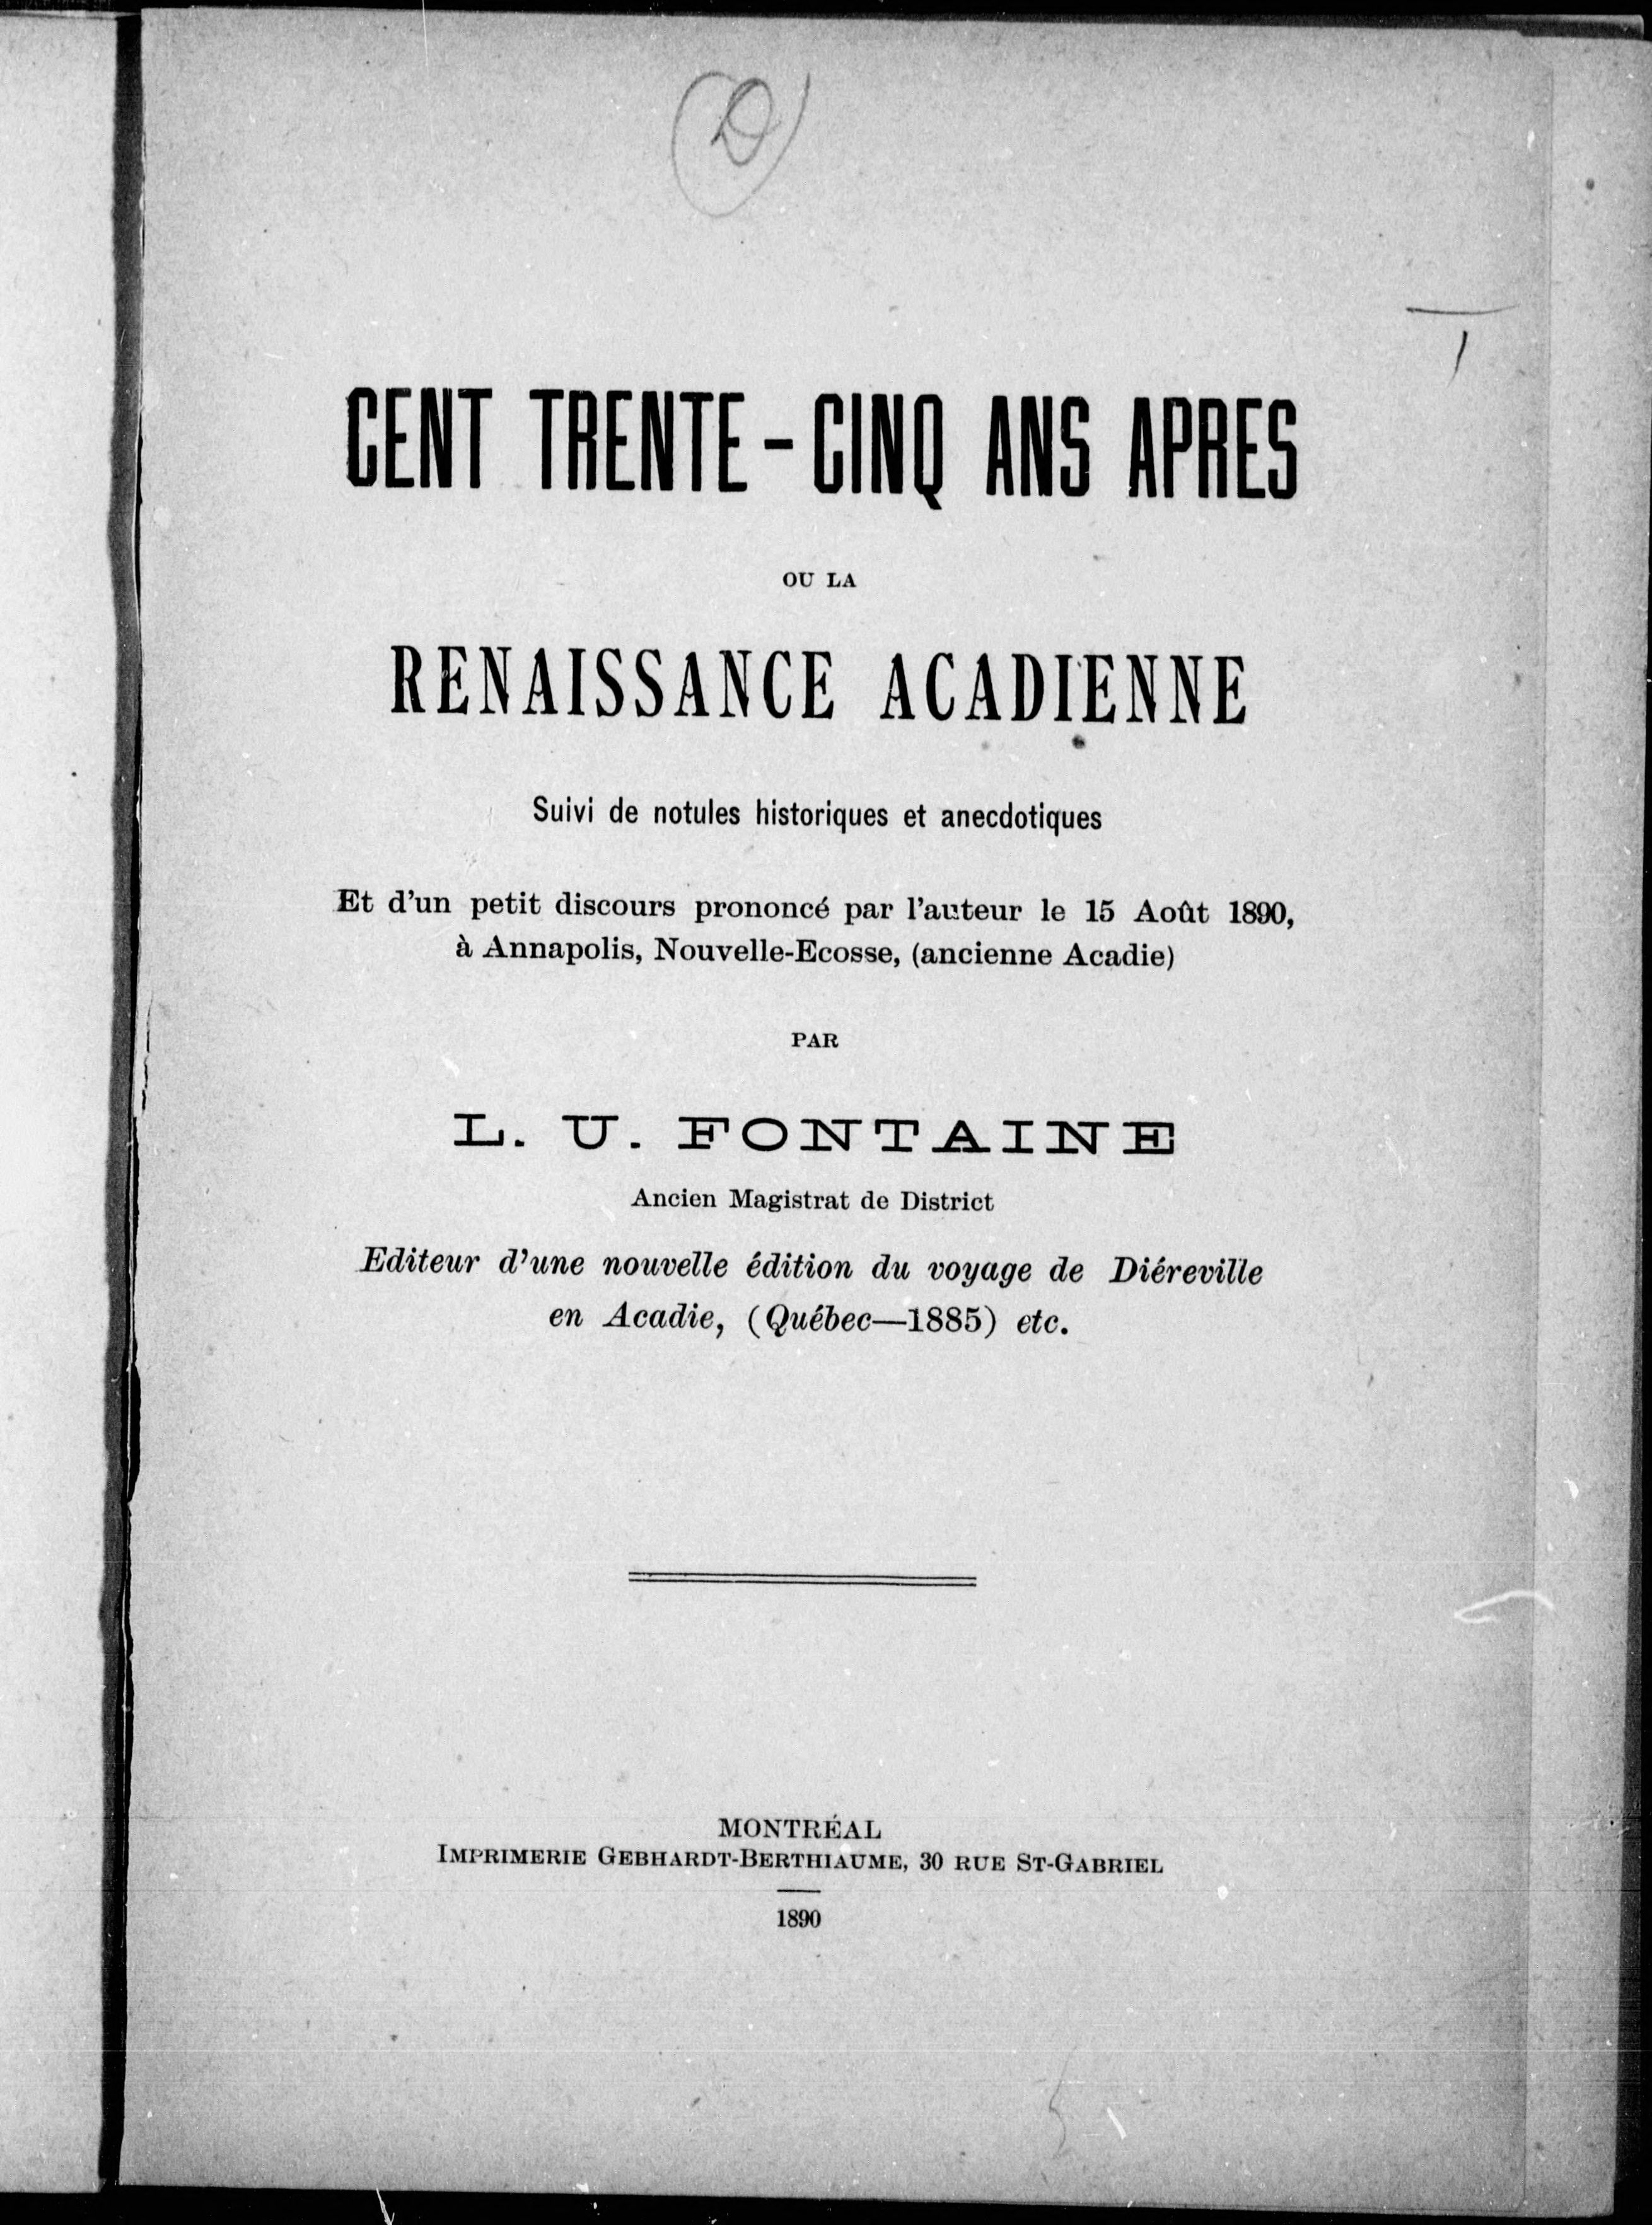 D
CENT TRENTE-CINQ ANS APRES
OU LA
RENAISSANCE ACADIENNE
Suivi de notules historiques et anecdotiques
Et d'un petit discours prononcé par l'auteur le 15 Août 1890,
à Annapolis, Nouvelle-Ecosse, (ancienne Acadie)
PAR
L. U. FONTAINE
Ancien Magistrat de District
Editeur d'une nouvelle édition du voyage de Diéreville
en Acadie, (Québec—1885) etc.
MONTRÉAL
IMPRIMERIE GEBHARDT-BERTHIAUME, 30 RUE ST-GABRIEL
1890